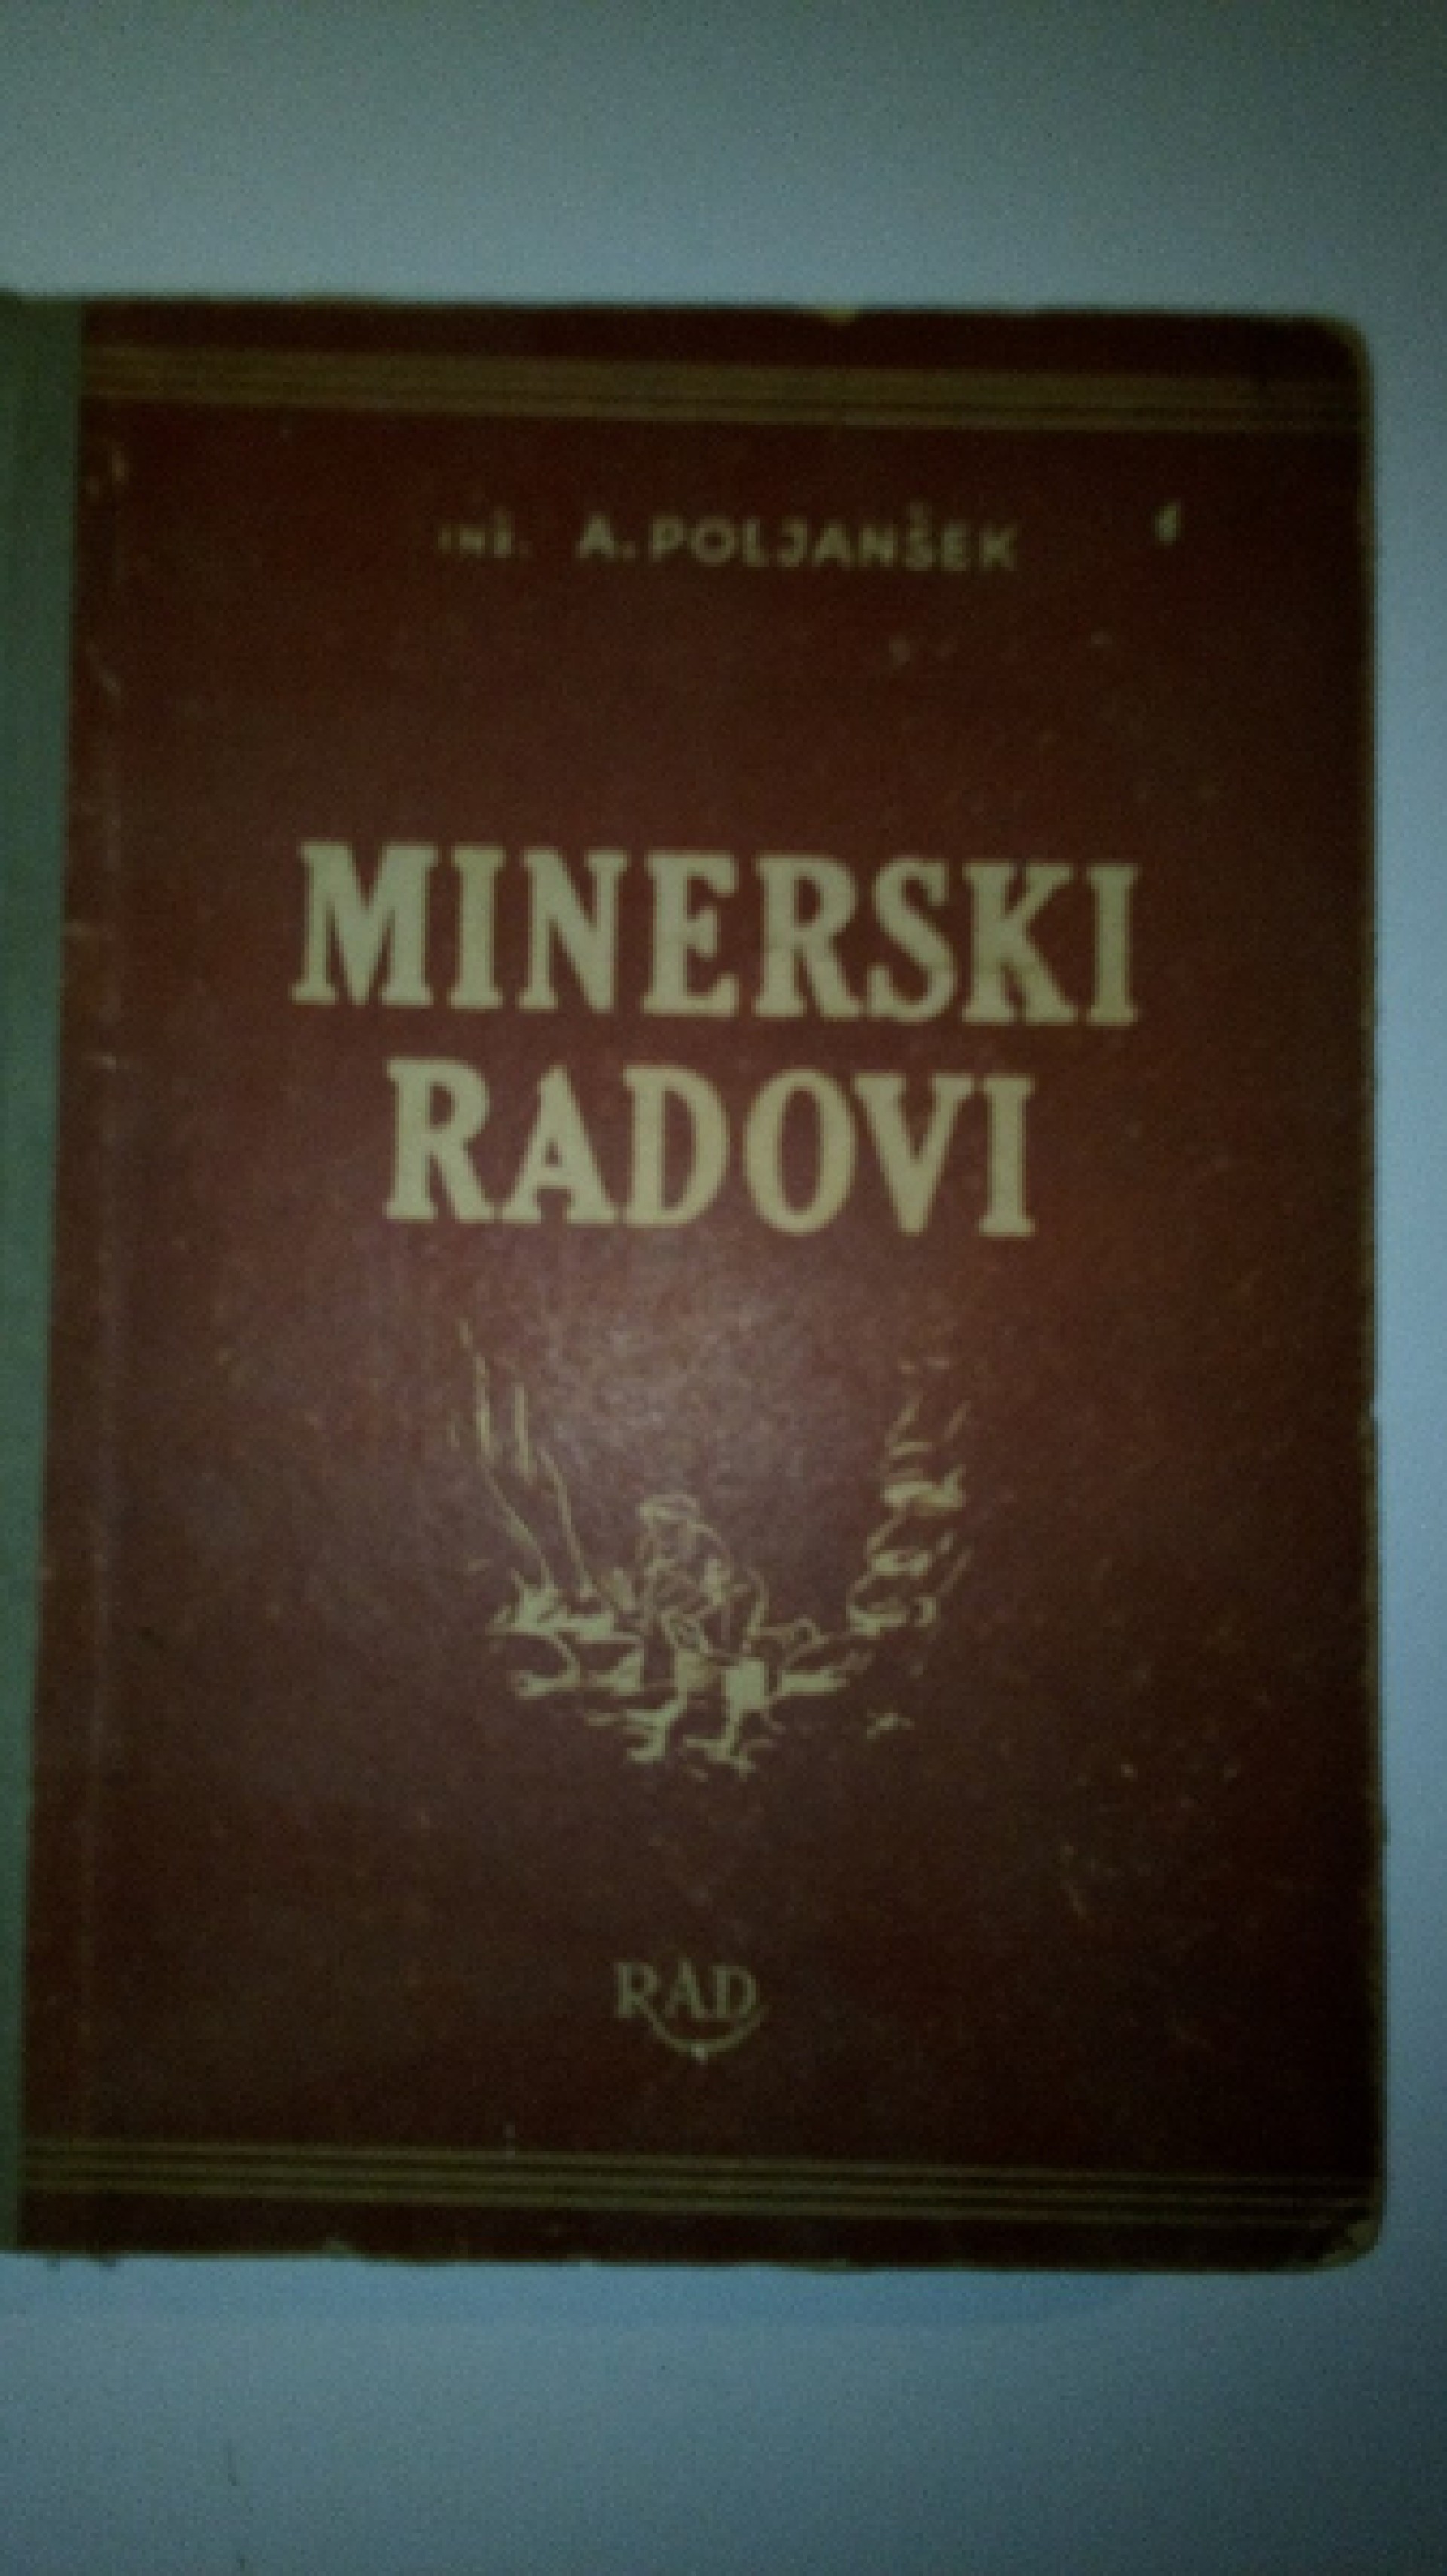 INŽ. A. POLJANŠEK
MINERSKI
RADOVI
RAD